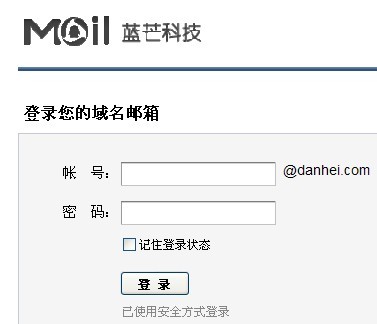 Mail 蓝芒科技
登录您的域名邮箱
帐 号： @danhei.com
密 码：
记住登录状态
登 录
已使用安全方式登录